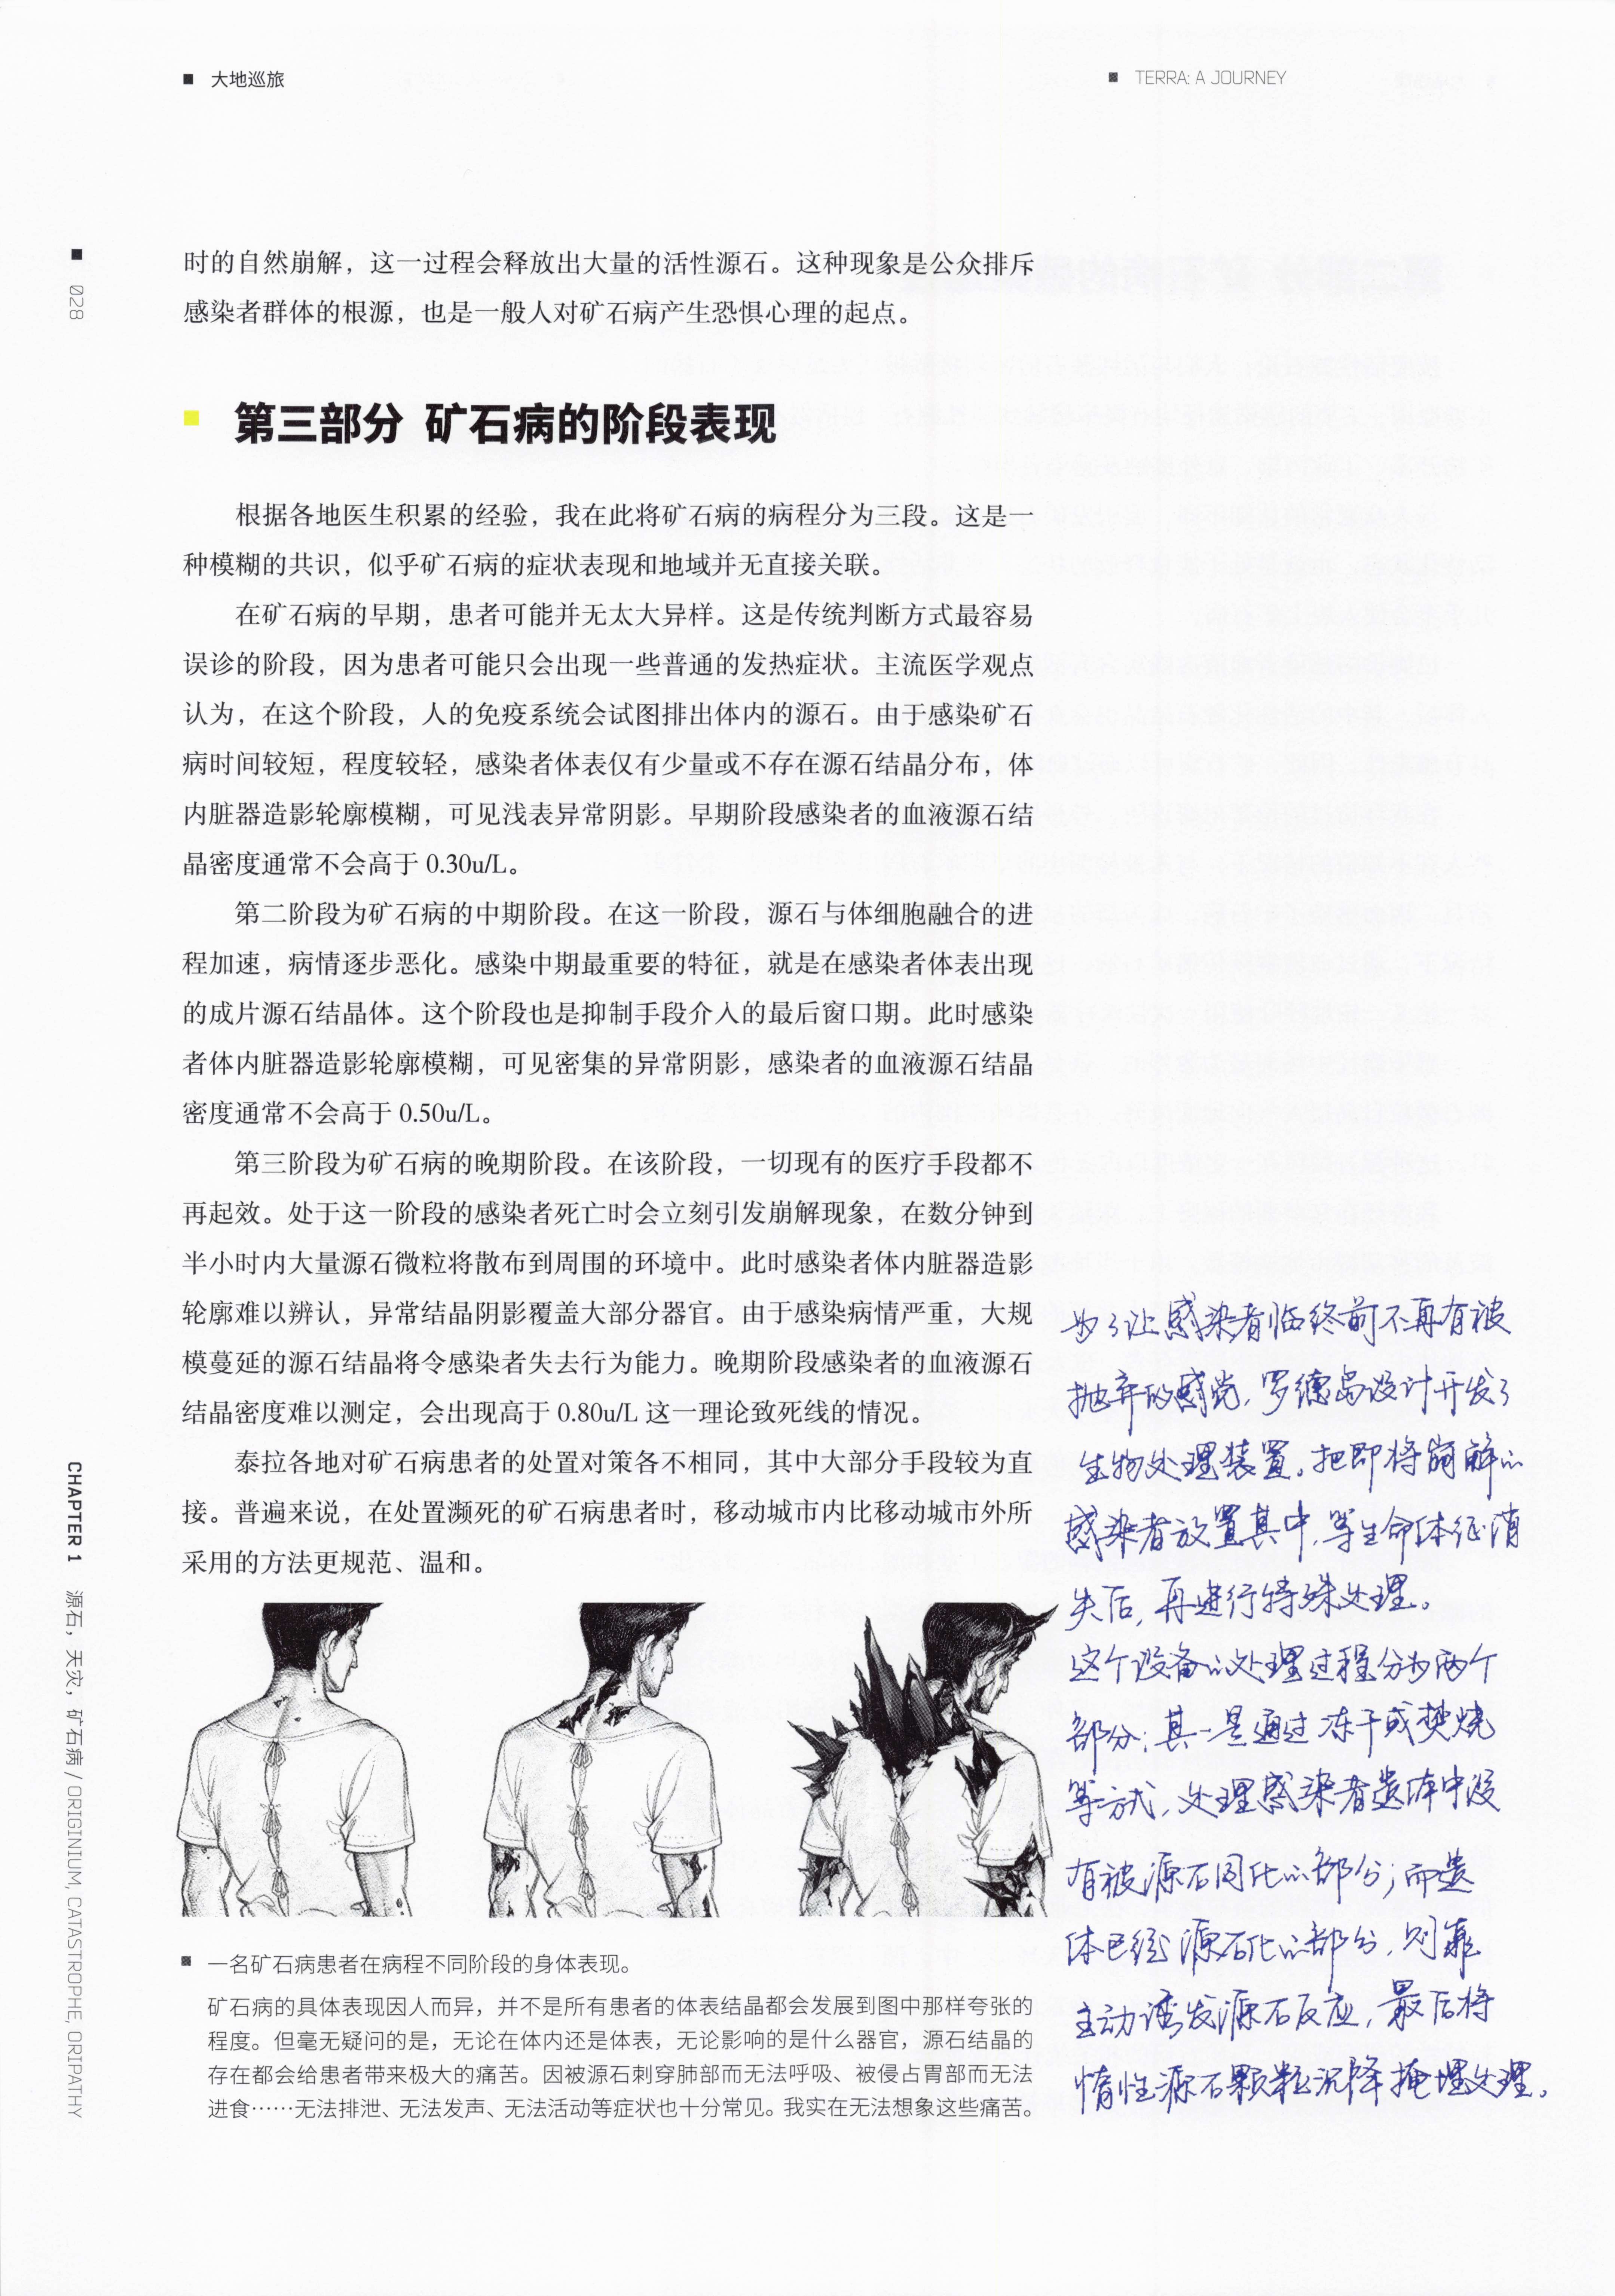 大地巡旅
TERRA: A JOURNEY
028
时的自然崩解，这一过程会释放出大量的活性源石。这种现象是公众排斥
感染者群体的根源，也是一般人对矿石病产生恐惧心理的起点。
第三部分 矿石病的阶段表现
根据各地医生积累的经验，我在此将矿石病的病程分为三段。这是一
种模糊的共识，似乎矿石病的症状表现和地域并无直接关联。
在矿石病的早期，患者可能并无太大异样。这是传统判断方式最容易
误诊的阶段，因为患者可能只会出现一些普通的发热症状。主流医学观点
认为，在这个阶段，人的免疫系统会试图排出体内的源石。由于感染矿石
病时间较短，程度较轻，感染者体表仅有少量或不存在源石结晶分布，体
内脏器造影轮廓模糊，可见浅表异常阴影。早期阶段感染者的血液源石结
晶密度通常不会高于 0.30u/L。
第二阶段为矿石病的中期阶段。在这一阶段，源石与体细胞融合的进
程加速，病情逐步恶化。感染中期最重要的特征，就是在感染者体表出现
的成片源石结晶体。这个阶段也是抑制手段介入的最后窗口期。此时感染
者体内脏器造影轮廓模糊，可见密集的异常阴影，感染者的血液源石结晶
密度通常不会高于 0.50u/L。
第三阶段为矿石病的晚期阶段。在该阶段，一切现有的医疗手段都不
再起效。处于这一阶段的感染者死亡时会立刻引发崩解现象，在数分钟到
半小时内大量源石微粒将散布到周围的环境中。此时感染者体内脏器造影
轮廓难以辨认，异常结晶阴影覆盖大部分器官。由于感染病情严重，大规
模蔓延的源石结晶将令感染者失去行为能力。晚期阶段感染者的血液源石
结晶密度难以测定，会出现高于 0.80u/L 这一理论致死线的情况。
泰拉各地对矿石病患者的处置对策各不相同，其中大部分手段较为直
接。普遍来说，在处置濒死的矿石病患者时，移动城市内比移动城市外所
采用的方法更规范、温和。
为了让感染者临终前不再有被
抛弃的感觉，罗德岛设计开发了
生物处理装置。把即将崩解的
感染者放置其中，等生命体征消
失后，再进行特殊处理。
这个设备的处理过程分为两个
部分：其一是通过冻干或焚烧
等方式，处理感染者遗体中没
有被源石同化的部分；而遗
体已经源石化的部分，则靠
主动诱发源石反应，最后将
惰性源石颗粒沉降掩埋处理。
一名矿石病患者在病程不同阶段的身体表现。
矿石病的具体表现因人而异，并不是所有患者的体表结晶都会发展到图中那样夸张的
程度。但毫无疑问的是，无论在体内还是体表，无论影响的是什么器官，源石结晶的
存在都会给患者带来极大的痛苦。因被源石刺穿肺部而无法呼吸、被侵占胃部而无法
进食……无法排泄、无法发声、无法活动等症状也十分常见。我实在无法想象这些痛苦。
CHAPTER 1 源石，天灾，矿石病 / ORIGINIUM, CATASTROPHE, ORIPATHY